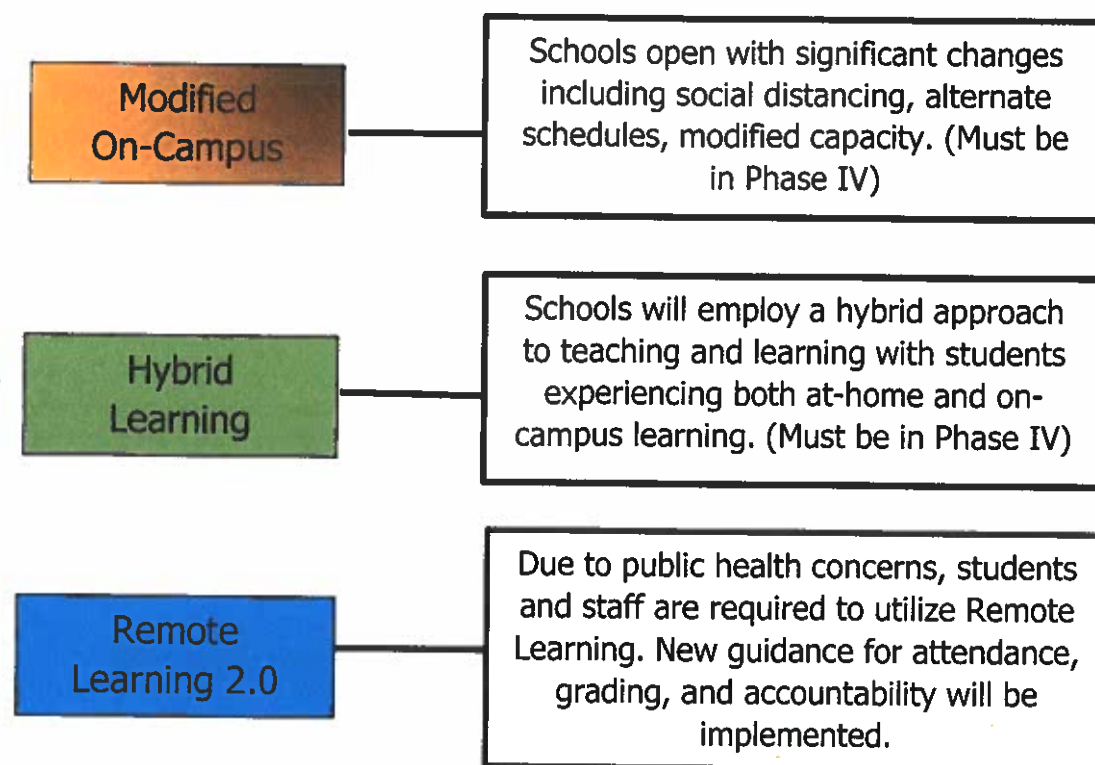 Modified
On-Campus
Schools open with significant changes
including social distancing, alternate
schedules, modified capacity. (Must be
in Phase IV)
Hybrid
Learning
Schools will employ a hybrid approach
to teaching and learning with students
experiencing both at-home and on-
campus learning. (Must be in Phase IV)
Remote
Learning 2.0
Due to public health concerns, students
and staff are required to utilize Remote
Learning. New guidance for attendance,
grading, and accountability will be
implemented.